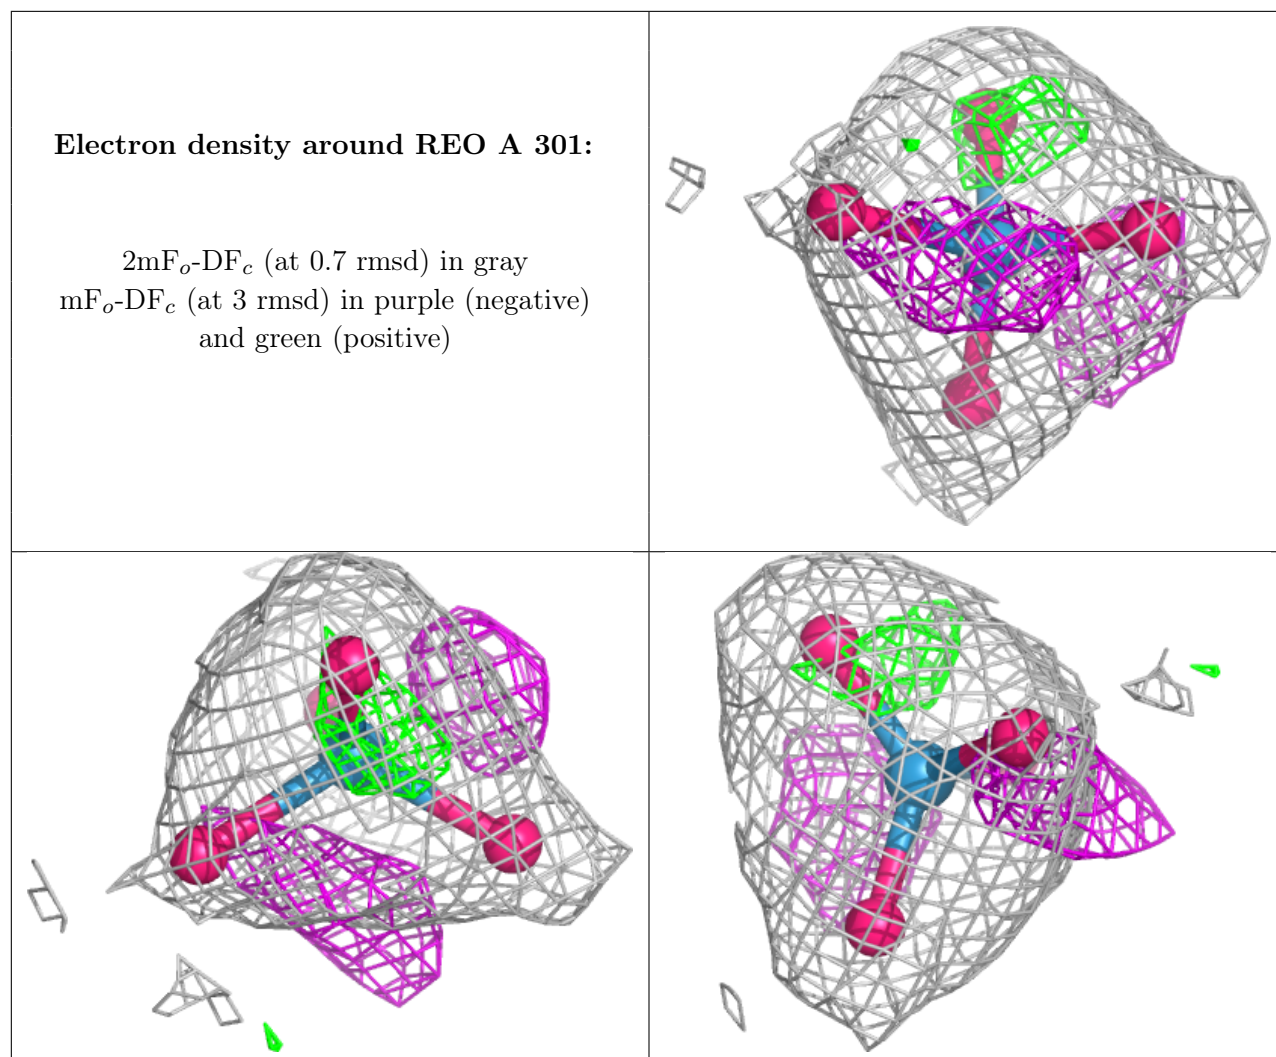 Electron density around REO A 301:
2mFo-DFc (at 0.7 rmsd) in gray
mFo-DFc (at 3 rmsd) in purple (negative)
and green (positive)